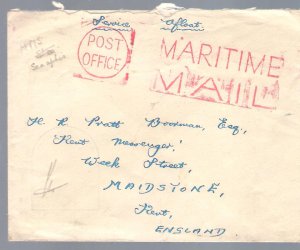 Service Afloat
POST OFFICE
MARITIME
MAIL
H. R. Pratt Boorman, Esq.,
'Kent Messenger,'
Week Street,
MAIDSTONE,
Kent,
ENGLAND.